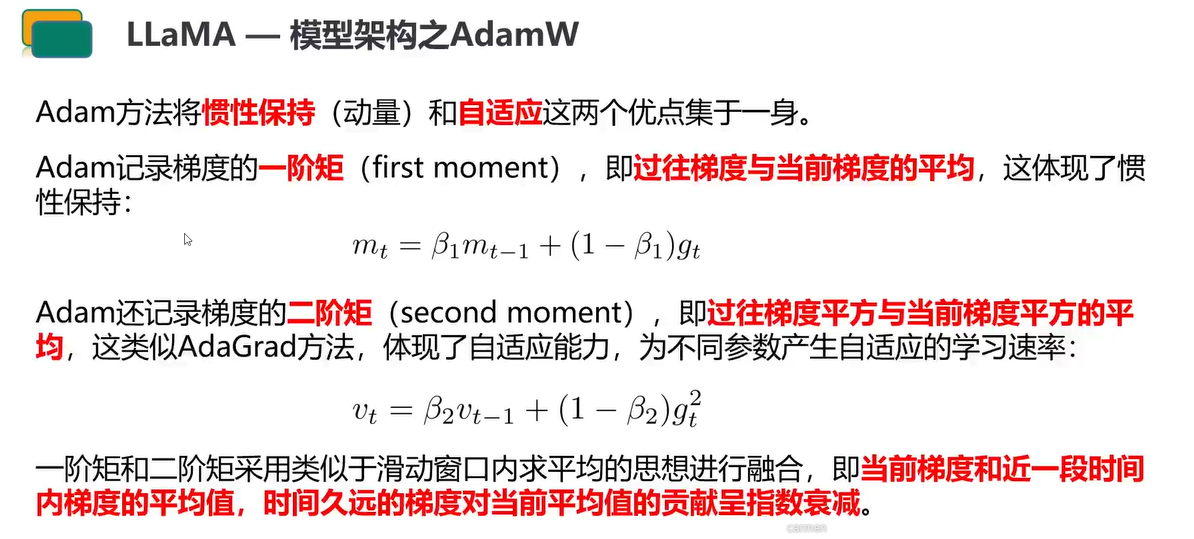 LLaMA — 模型架构之AdamW
Adam方法将惯性保持（动量）和自适应这两个优点集于一身。
Adam记录梯度的一阶矩（first moment），即过往梯度与当前梯度的平均，这体现了惯
性保持：
m_t = β_1 m_{t−1} + (1 − β_1)g_t
Adam还记录梯度的二阶矩（second moment），即过往梯度平方与当前梯度平方的平
均，这类似AdaGrad方法，体现了自适应能力，为不同参数产生自适应的学习速率：
v_t = β_2 v_{t−1} + (1 − β_2)g_t^2
一阶矩和二阶矩采用类似于滑动窗口内求平均的思想进行融合，即当前梯度和近一段时间
内梯度的平均值，时间久远的梯度对当前平均值的贡献呈指数衰减。
carmen